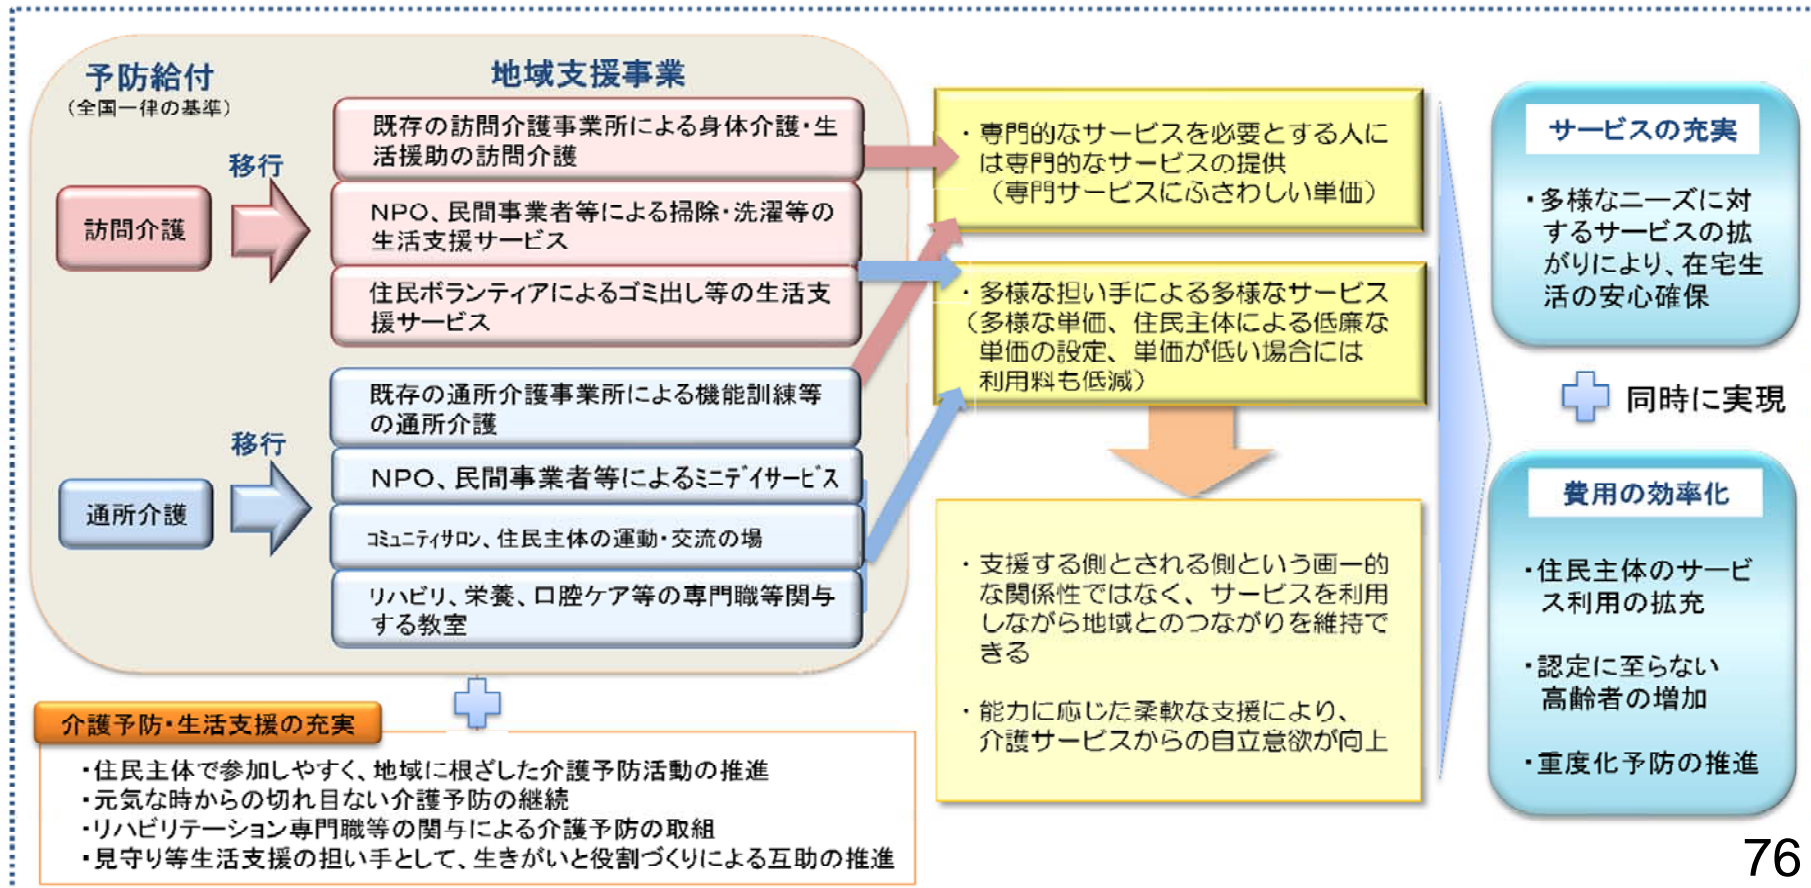 予防給付
（全国一律の基準）
地域支援事業
移行
訪問介護
既存の訪問介護事業所による身体介護・生
活援助の訪問介護
NPO、民間事業者等による掃除・洗濯等の
生活支援サービス
住民ボランティアによるゴミ出し等の生活支
援サービス
移行
通所介護
既存の通所介護事業所による機能訓練等
の通所介護
NPO、民間事業者等によるﾐﾆﾃﾞｲｻｰﾋﾞｽ
ｺﾐｭﾆﾃｨｻﾛﾝ、住民主体の運動・交流の場
リハビリ、栄養、口腔ケア等の専門職等関与
する教室
・専門的なサービスを必要とする人に
は専門的なサービスの提供
（専門サービスにふさわしい単価）
・多様な担い手による多様なサービス
（多様な単価、住民主体による低廉な
単価の設定、単価が低い場合には
利用料も低減）
・支援する側とされる側という画一的
な関係性ではなく、サービスを利用
しながら地域とのつながりを維持で
きる
・能力に応じた柔軟な支援により、
介護サービスからの自立意欲が向上
サービスの充実
・多様なニーズに対
するサービスの拡
がりにより、在宅生
活の安心確保
同時に実現
費用の効率化
・住民主体のサービ
ス利用の拡充
・認定に至らない
高齢者の増加
・重度化予防の推進
介護予防・生活支援の充実
・住民主体で参加しやすく、地域に根ざした介護予防活動の推進
・元気な時からの切れ目ない介護予防の継続
・リハビリテーション専門職等の関与による介護予防の取組
・見守り等生活支援の担い手として、生きがいと役割づくりによる互助の推進
76